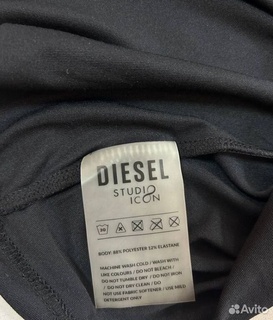 DIESEL
STUDIO
ICON
30
BODY: 88% POLYESTER 12% ELASTANE
MACHINE WASH COLD / WASH WITH
LIKE COLOURS / DO NOT BLEACH /
DO NOT TUMBLE DRY / DO NOT IRON
/ DO NOT DRY CLEAN / DO
NOT USE FABRIC SOFTENER / USE MILD
DETERGENT ONLY
Avito